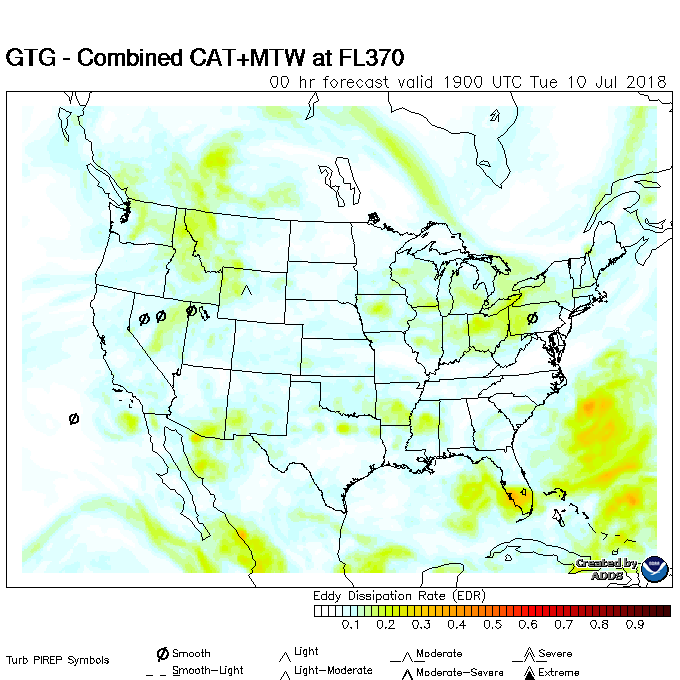 GTG - Combined CAT+MTW at FL370
00 hr forecast valid 1900 UTC Tue 10 Jul 2018
Created by
ADDS
Eddy Dissipation Rate (EDR)
0.1 0.2 0.3 0.4 0.5 0.6 0.7 0.8 0.9
Turb PIREP Symbols
Smooth Light Moderate Severe
Smooth-Light Light-Moderate Moderate-Severe Extreme